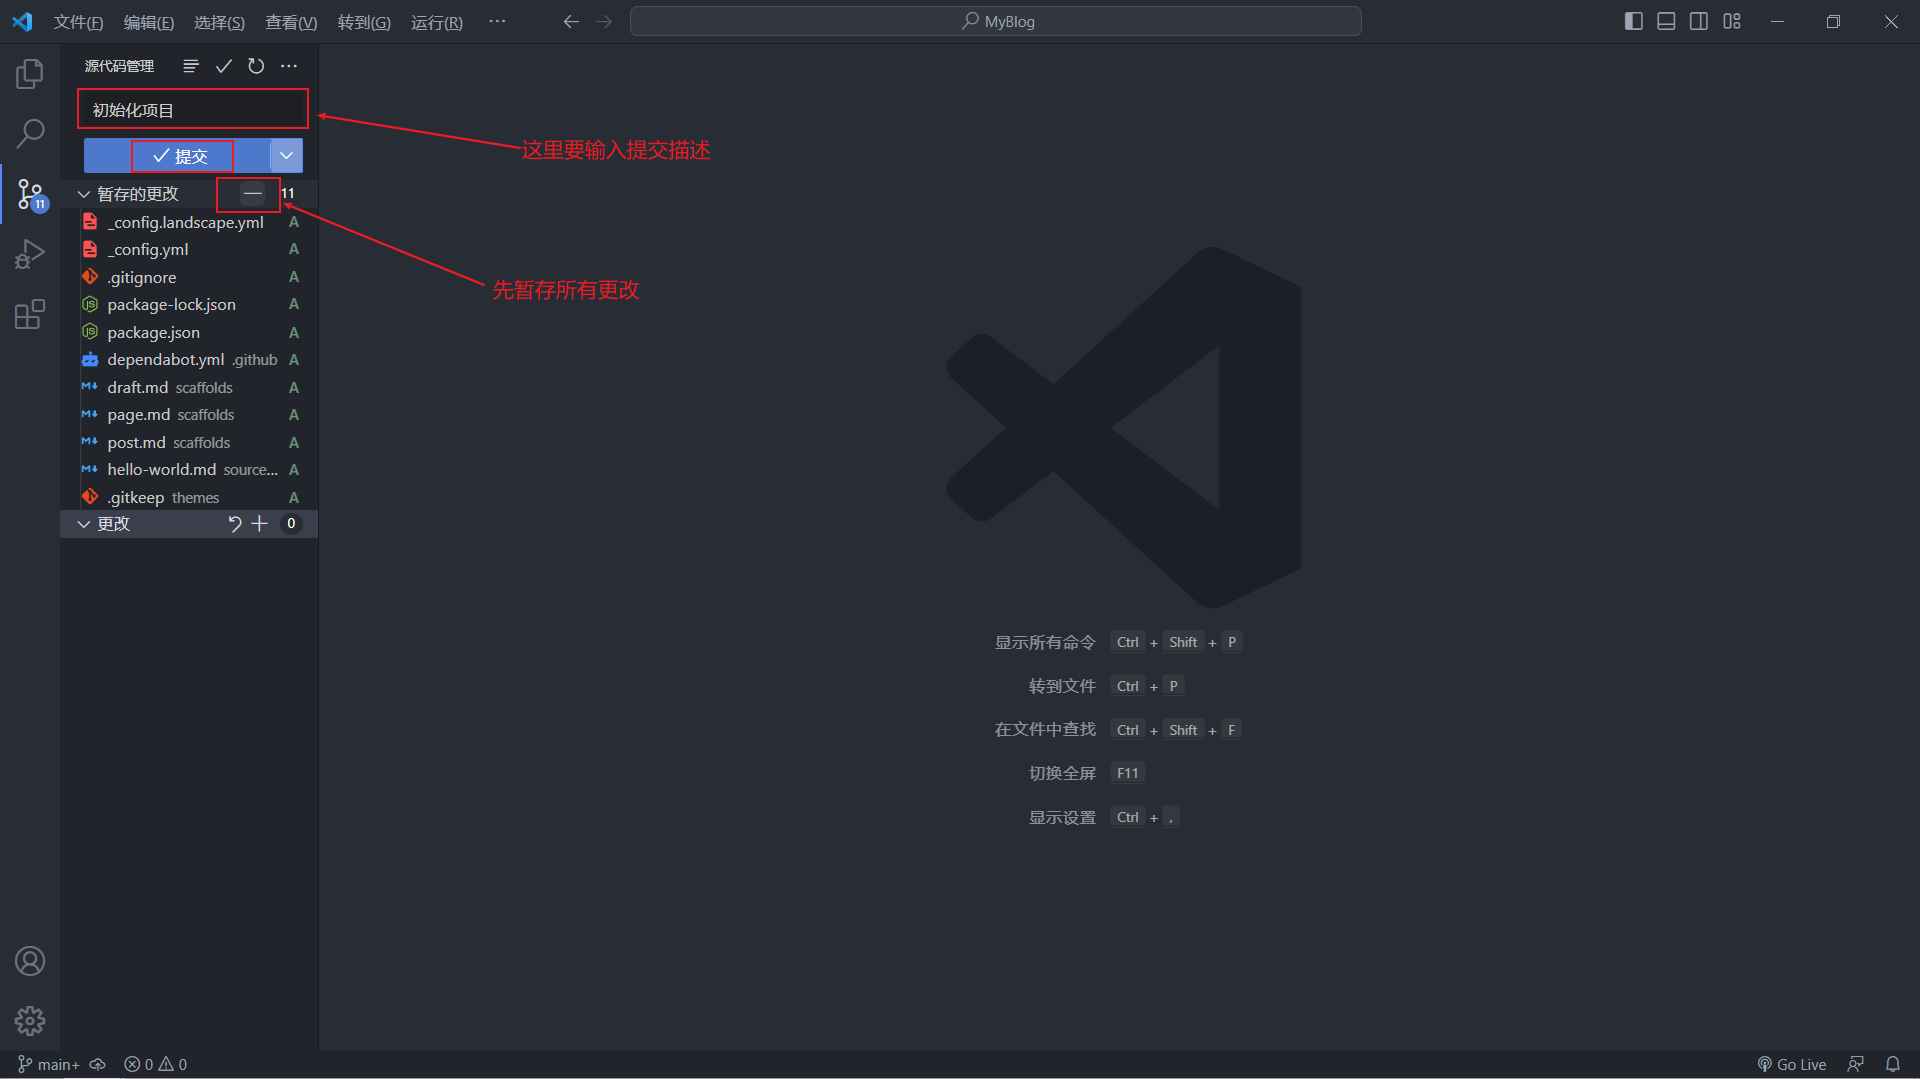 文件(F) 编辑(E) 选择(S) 查看(V) 转到(G) 运行(R) ··· MyBlog
源代码管理
初始化项目
这里要输入提交描述
提交
11
暂存的更改 11
_config.landscape.yml A
_config.yml A
.gitignore A
先暂存所有更改
package-lock.json A
package.json A
dependabot.yml .github A
draft.md scaffolds A
page.md scaffolds A
post.md scaffolds A
hello-world.md source... A
.gitkeep themes A
更改 0
显示所有命令 Ctrl + Shift + P
转到文件 Ctrl + P
在文件中查找 Ctrl + Shift + F
切换全屏 F11
显示设置 Ctrl + ,
main+ 0 0 Go Live